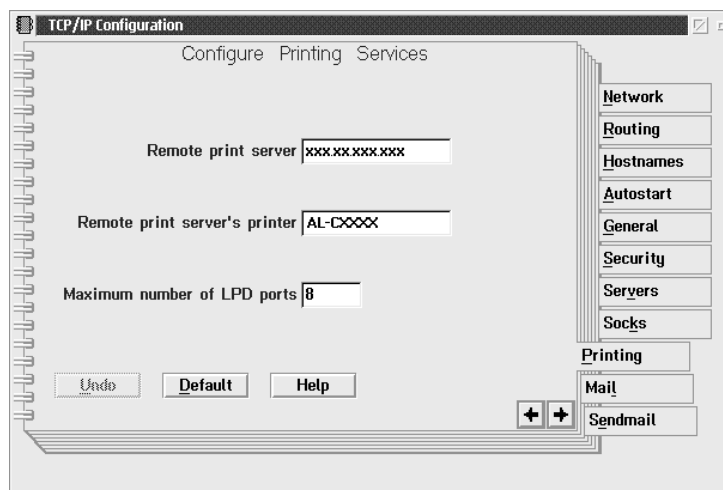 TCP/IP Configuration
Configure Printing Services
Remote print server xxx.xx.xxx.xxx
Remote print server's printer AL-CXXXX
Maximum number of LPD ports 8
Undo Default Help
Network
Routing
Hostnames
Autostart
General
Security
Servers
Socks
Printing
Mail
Sendmail